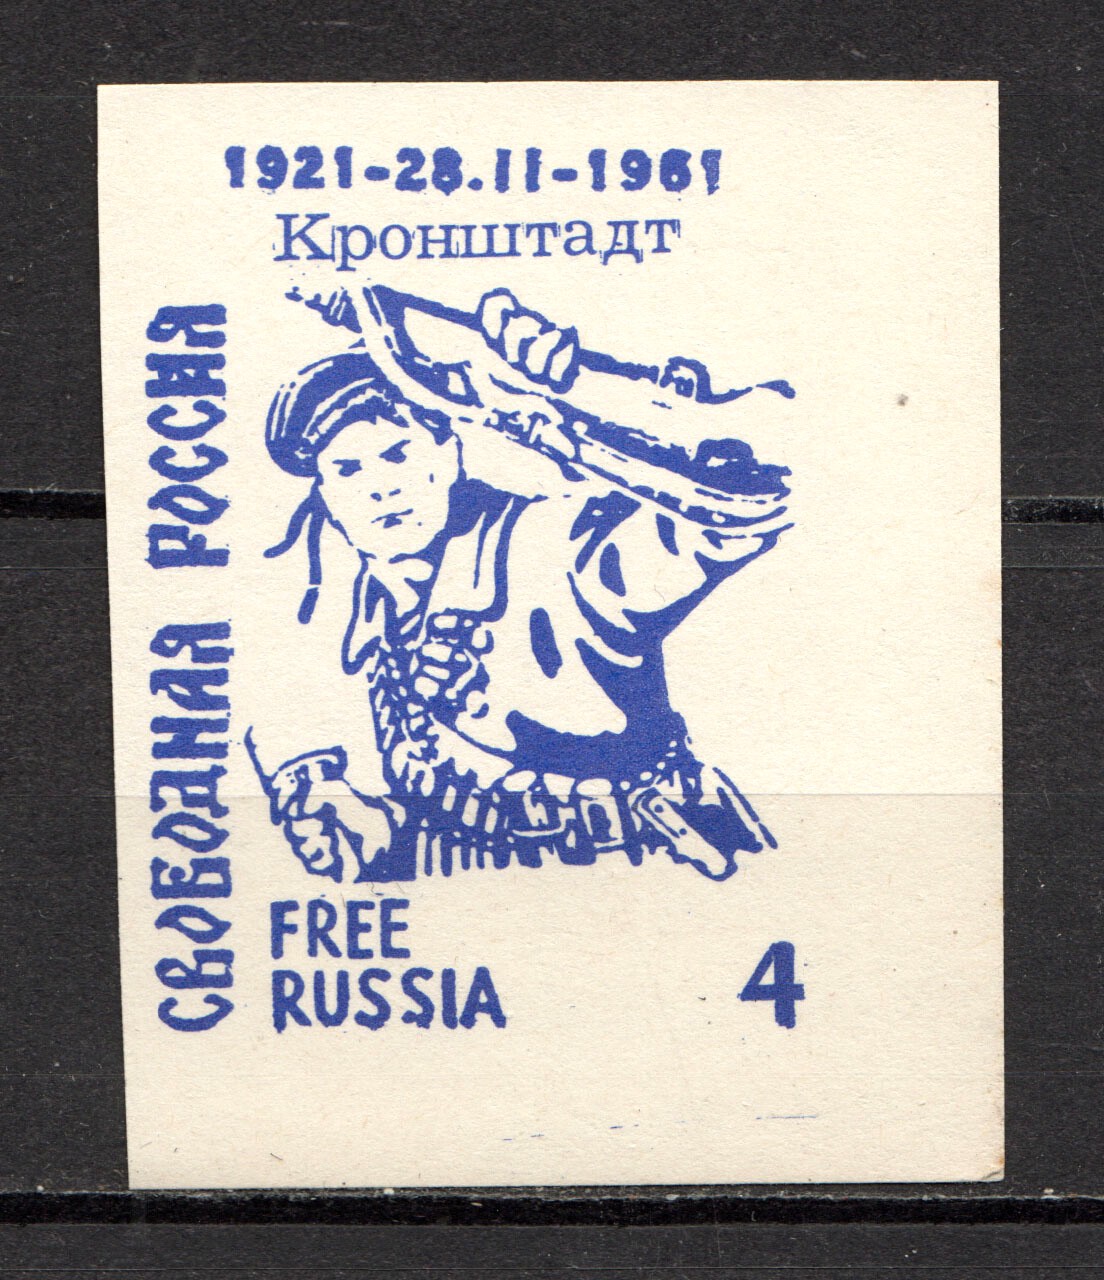 1921-28.II-1961
Кронштадт
СВОБОДНАЯ РОССИЯ
FREE
RUSSIA
4